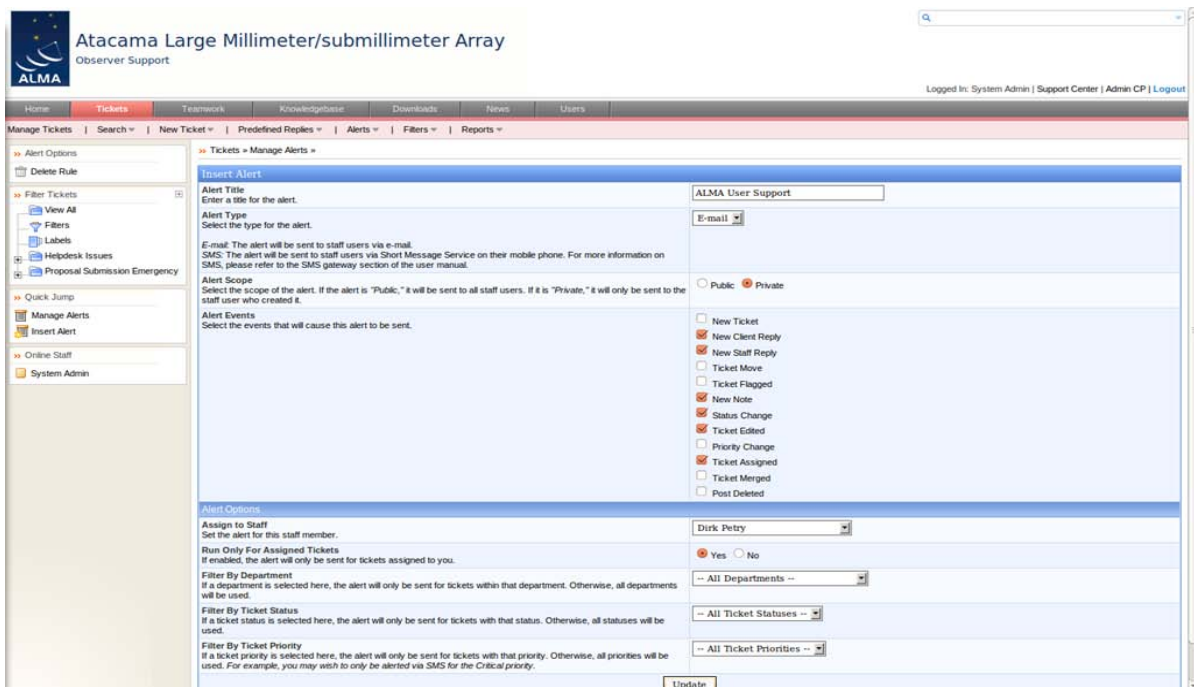 Atacama Large Millimeter/submillimeter Array
Observer Support
ALMA
Logged In: System Admin | Support Center | Admin CP | Logout
Home Tickets Teamwork Knowledgebase Downloads News Users
Manage Tickets | Search | New Ticket | Predefined Replies | Alerts | Filters | Reports
» Alert Options
Delete Rule
» Filter Tickets
View All
Filters
Labels
Helpdesk Issues
Proposal Submission Emergency
» Quick Jump
Manage Alerts
Insert Alert
» Online Staff
System Admin
» Tickets » Manage Alerts »
Insert Alert
Alert Title
Enter a title for the alert.
ALMA User Support
Alert Type
Select the type for the alert.
E-mail
E-mail: The alert will be sent to staff users via e-mail.
SMS: The alert will be sent to staff users via Short Message Service on their mobile phone. For more information on
SMS, please refer to the SMS gateway section of the user manual.
Alert Scope
Select the scope of the alert. If the alert is "Public," it will be sent to all staff users. If it is "Private," it will only be sent to the
staff user who created it.
Public Private
Alert Events
Select the events that will cause this alert to be sent.
New Ticket
New Client Reply
New Staff Reply
Ticket Move
Ticket Flagged
New Note
Status Change
Ticket Edited
Priority Change
Ticket Assigned
Ticket Merged
Post Deleted
Alert Options
Assign to Staff
Set the alert for this staff member.
Dirk Petry
Run Only For Assigned Tickets
If enabled, the alert will only be sent for tickets assigned to you.
Yes No
Filter By Department
If a department is selected here, the alert will only be sent for tickets within that department. Otherwise, all departments
will be used.
-- All Departments --
Filter By Ticket Status
If a ticket status is selected here, the alert will only be sent for tickets with that status. Otherwise, all statuses will be
used.
-- All Ticket Statuses --
Filter By Ticket Priority
If a ticket priority is selected here, the alert will only be sent for tickets with that priority. Otherwise, all priorities will be
used. For example, you may wish to only be alerted via SMS for the Critical priority.
-- All Ticket Priorities --
Update